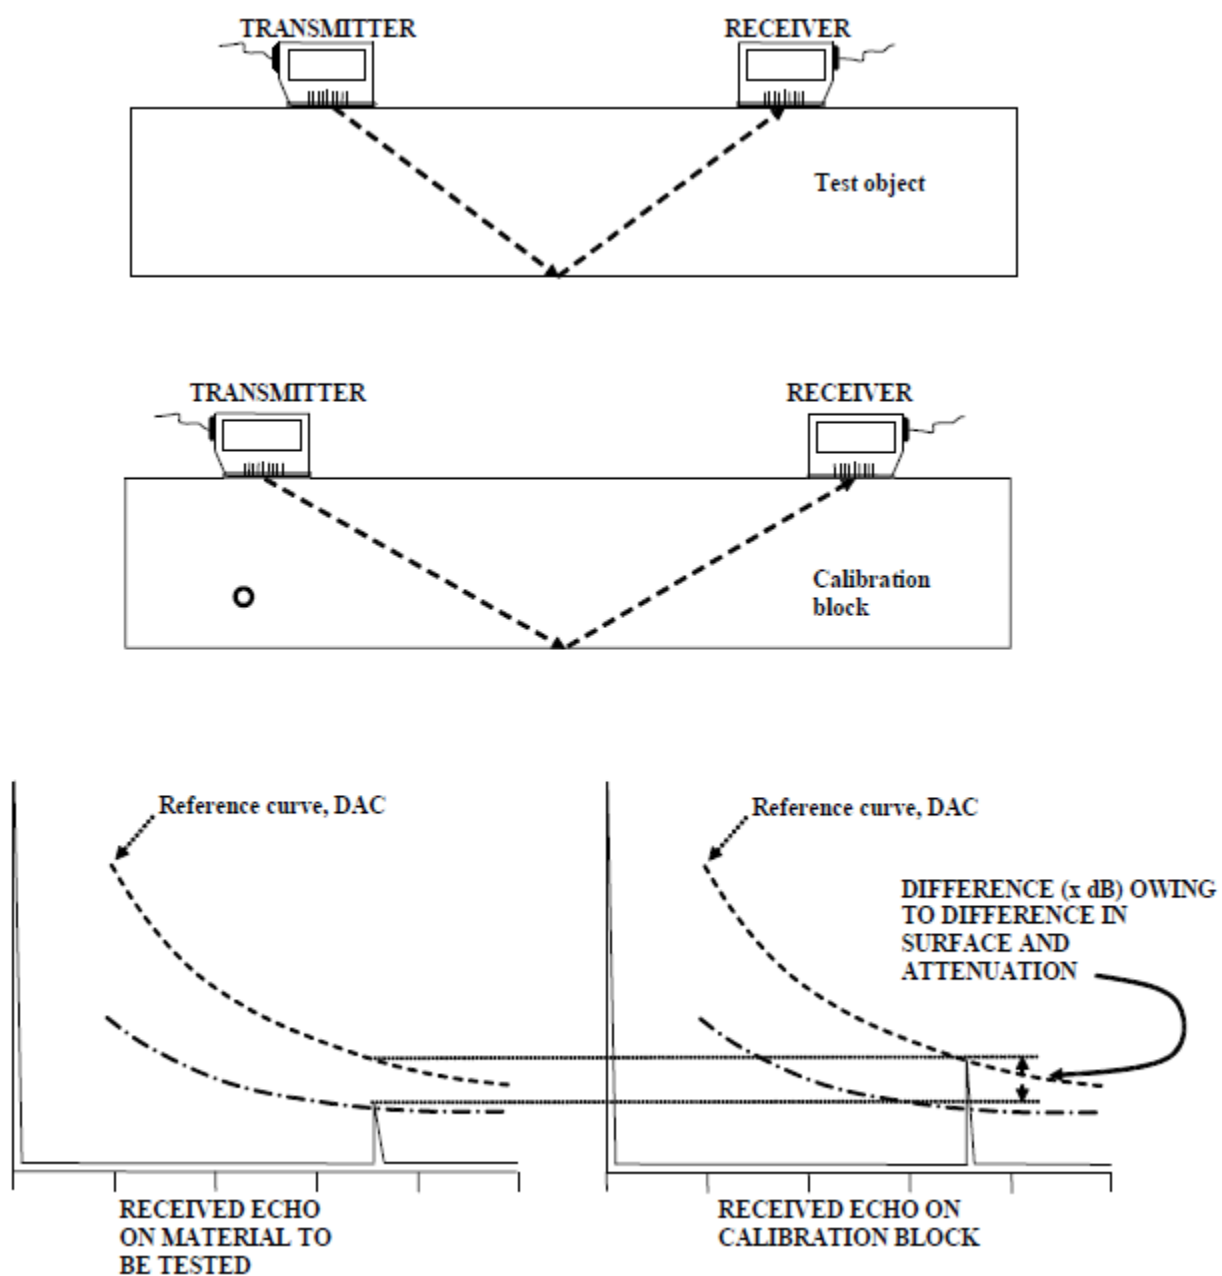 TRANSMITTER
RECEIVER
Test object
TRANSMITTER
RECEIVER
Calibration
block
Reference curve, DAC
Reference curve, DAC
DIFFERENCE (x dB) OWING
TO DIFFERENCE IN
SURFACE AND
ATTENUATION
RECEIVED ECHO
ON MATERIAL TO
BE TESTED
RECEIVED ECHO ON
CALIBRATION BLOCK